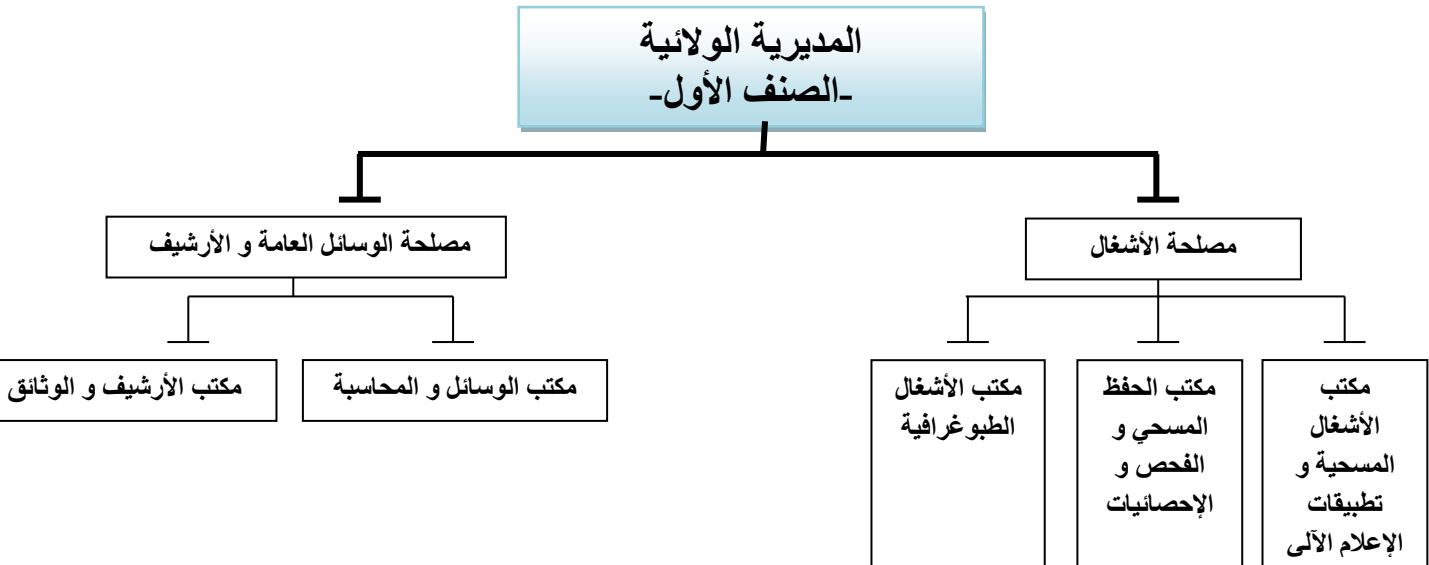 المديرية الولائية
-الصنف الأول-
مصلحة الأشغال
مصلحة الوسائل العامة و الأرشيف
مكتب
الأشغال
المسحية و
تطبيقات
الإعلام الآلى
مكتب الحفظ
المسحي و
الفحص و
الإحصائيات
مكتب الأشغال
الطبوغرافية
مكتب الوسائل و المحاسبة
مكتب الأرشيف و الوثائق